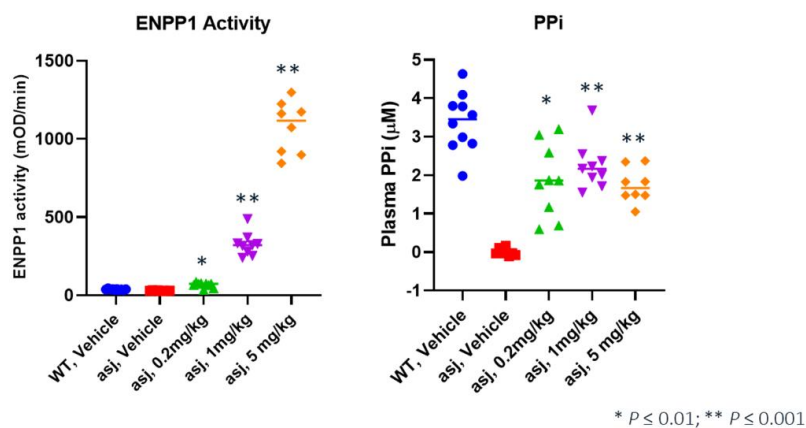 ENPP1 Activity
ENPP1 activity (mOD/min)
1500
1000
500
0
**
**
*
WT, Vehicle
asj, Vehicle
asj, 0.2mg/kg
asj, 1mg/kg
asj, 5 mg/kg
PPi
Plasma PPi (μM)
5
4
3
2
1
0
-1
*
**
**
WT, Vehicle
asj, Vehicle
asj, 0.2mg/kg
asj, 1mg/kg
asj, 5 mg/kg
* P ≤ 0.01; ** P ≤ 0.001